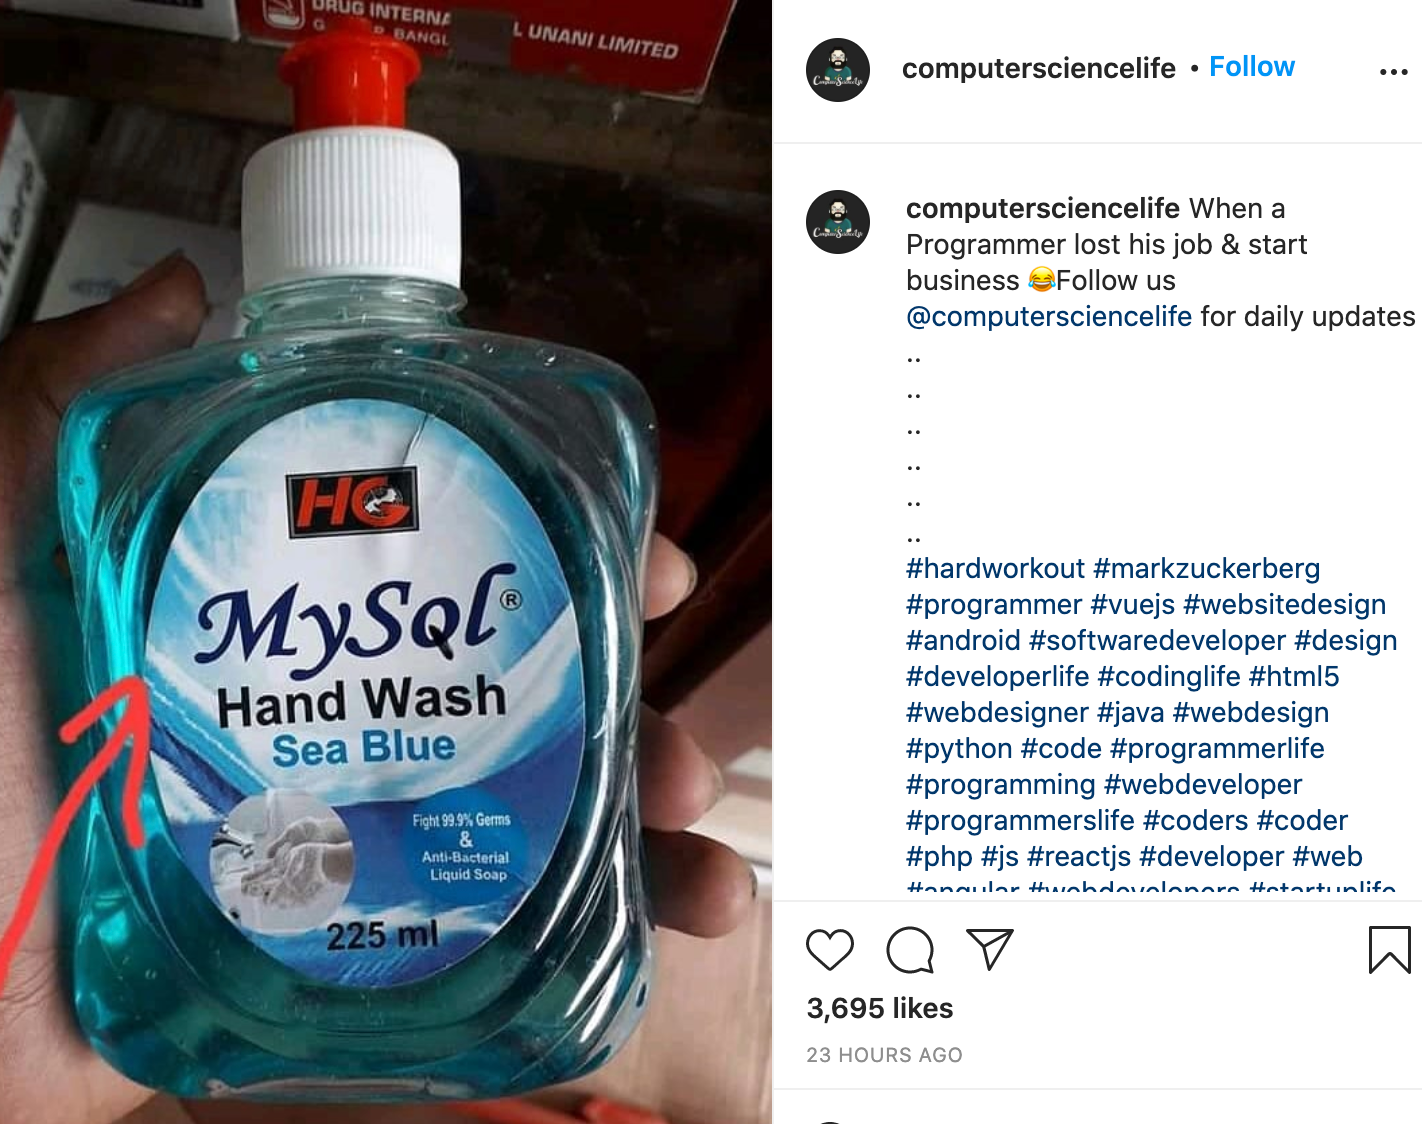 DRUG INTERNA L UNANI LIMITED
BANGL
HG
MySql®
Hand Wash
Sea Blue
Fight 99.9% Germs
&
Anti-Bacterial
Liquid Soap
225 ml
computersciencelife • Follow
computersciencelife When a
Programmer lost his job & start
business 😂Follow us
@computersciencelife for daily updates
..
..
..
..
..
..
#hardworkout #markzuckerberg
#programmer #vuejs #websitedesign
#android #softwaredeveloper #design
#developerlife #codinglife #html5
#webdesigner #java #webdesign
#python #code #programmerlife
#programming #webdeveloper
#programmerslife #coders #coder
#php #js #reactjs #developer #web
#angular #webdevelopers #startuplife
3,695 likes
23 HOURS AGO